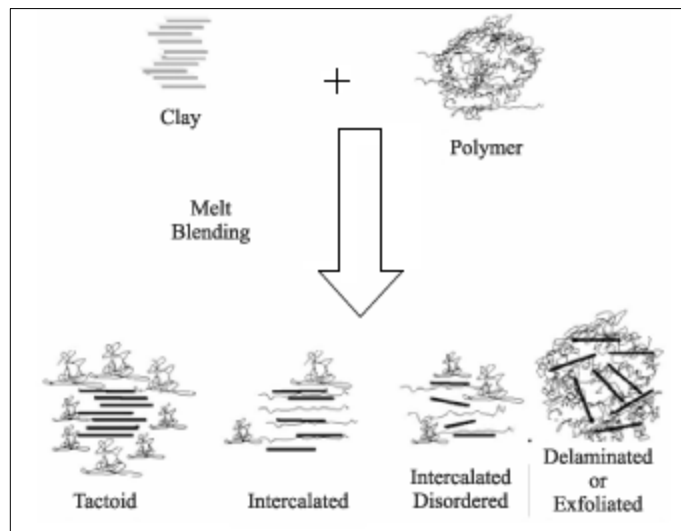 Clay
+
Polymer
Melt
Blending
Tactoid
Intercalated
Intercalated
Disordered
Delaminated
or
Exfoliated